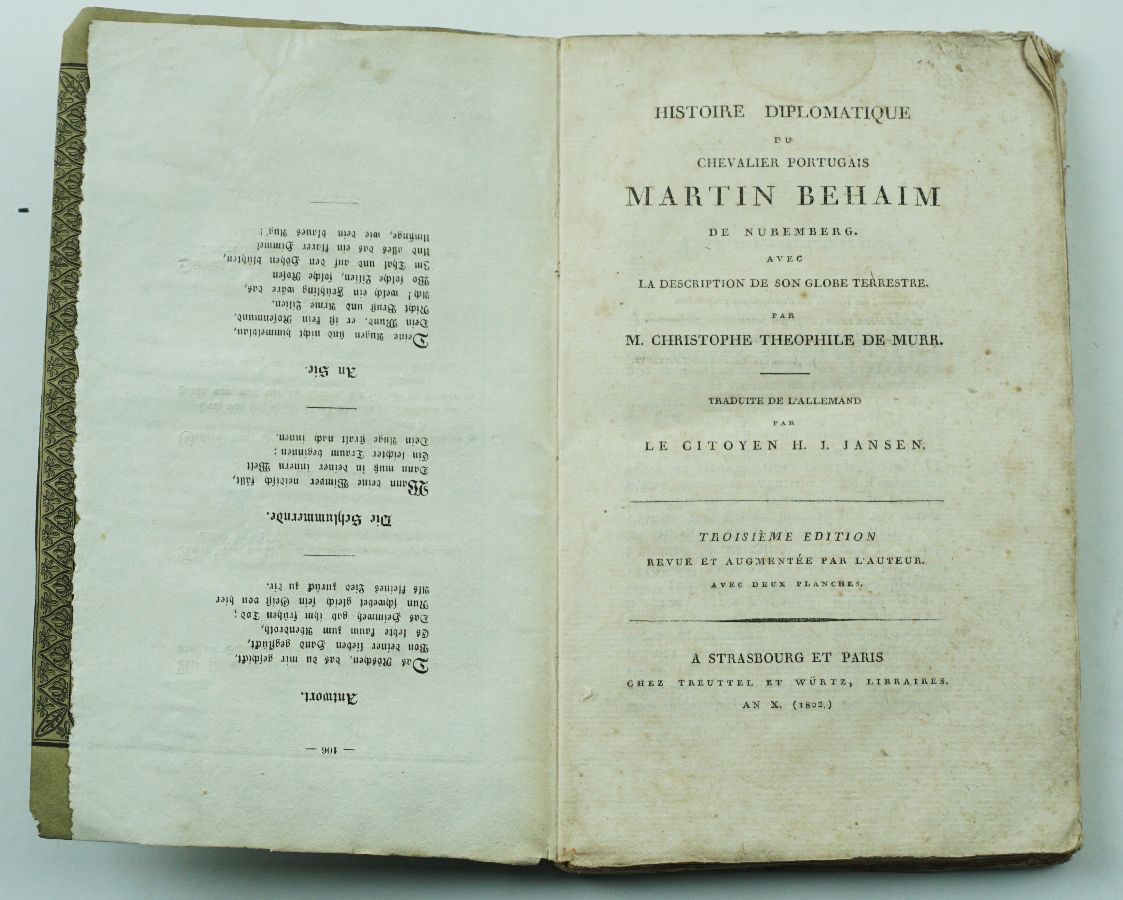 — 106 —
Antwort.
Das Röschen, das du mir geschickt,
Von deiner lieben Hand gepflückt,
Es lebte kaum zum Abendroth,
Das Heimweh gab ihm frühen Tod;
Nun schwebet gleich sein Geist von hier
Als kleines Lied zurück zu dir.
Die Schlummernde.
Wann deine Wimper neidisch fällt,
Dann muß in deiner innern Welt
Ein lichter Traum beginnen:
Dein Auge strahlt nach innen.
An Sie.
Deine Augen sind nicht himmelblau,
Dein Mund, er ist kein Rosenmund,
Nicht Brust und Arme Lilien.
Ach! welch ein Frühling wäre das,
Wo solche Lilien, solche Rosen
Im Thal und auf den Höhen blühten,
Und alles das ein klarer Himmel
Umfinge, wie dein blaues Aug'!
HISTOIRE DIPLOMATIQUE
DU
CHEVALIER PORTUGAIS
MARTIN BEHAIM
DE NUREMBERG.
AVEC
LA DESCRIPTION DE SON GLOBE TERRESTRE.
PAR
M. CHRISTOPHE THEOPHILE DE MURR.
TRADUITE DE L'ALLEMAND
PAR
LE CITOYEN H. J. JANSEN.
TROISIÈME EDITION
REVUE ET AUGMENTÉE PAR L'AUTEUR.
AVEC DEUX PLANCHES.
A STRASBOURG ET PARIS
CHEZ TREUTTEL ET WÜRTZ, LIBRAIRES.
AN X. (1802.)